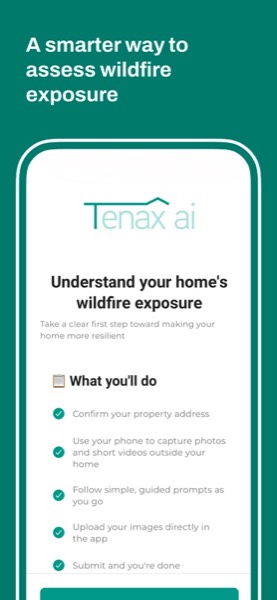 A smarter way to
assess wildfire
exposure
Tenax ai
Understand your home's
wildfire exposure
Take a clear first step toward making your
home more resilient
What you'll do
Confirm your property address
Use your phone to capture photos
and short videos outside your
home
Follow simple, guided prompts as
you go
Upload your images directly in
the app
Submit and you're done